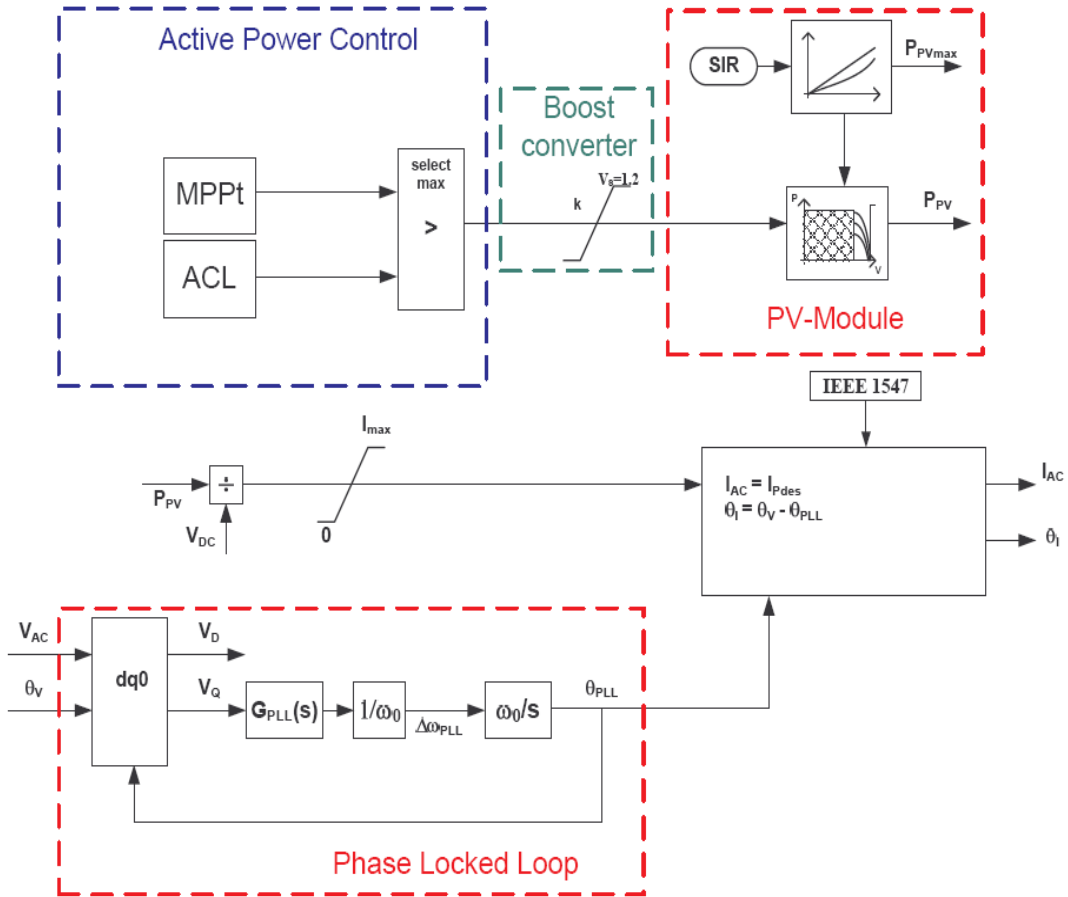 Active Power Control
MPPt
ACL
select
max
>
Boost
converter
Vs=1.2
k
SIR
PPVmax
P
V
PPV
PV-Module
IEEE 1547
Imax
PPV
÷
VDC
0
IAC = IPdes
θI = θV - θPLL
IAC
θI
VAC
θV
dq0
VD
VQ
GPLL(s)
1/ω0
ΔωPLL
ω0/s
θPLL
Phase Locked Loop